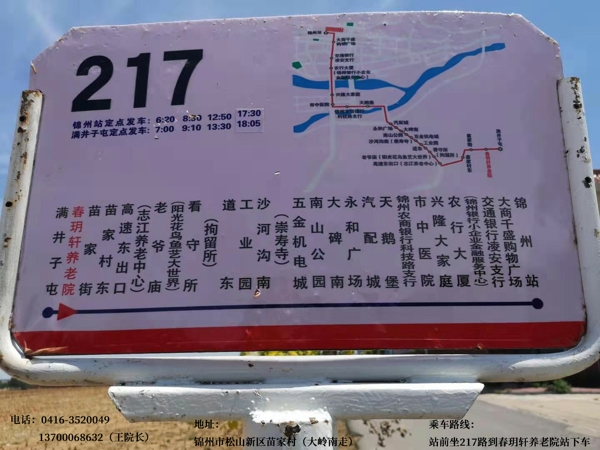 217
锦州站定点发车：6:20 8:30 12:50 17:30
满井子屯定点发车：7:00 9:10 13:30 18:05
满井子屯
春玥轩养老院
苗家街
苗家村东
高速东出口
（志江养老中心）
老爷庙
（阳光花鸟鱼艺大世界）
看守所
（拘留所）
道东
工业园
沙河沟南
（崇寿寺）
五金机电城
南山公园
大碑南
永和广场
汽配城
天鹅堡
锦州农商银行科技路支行
市中医院
兴隆大家庭
农行大厦
（锦州银行小企业金融服务中心）
交通银行凌安支行
大商千盛购物广场
锦州站
电话：0416-3520049
13700068632（王院长）
地址：
锦州市松山新区苗家村（大岭南走）
乘车路线：
站前坐217路到春玥轩养老院站下车